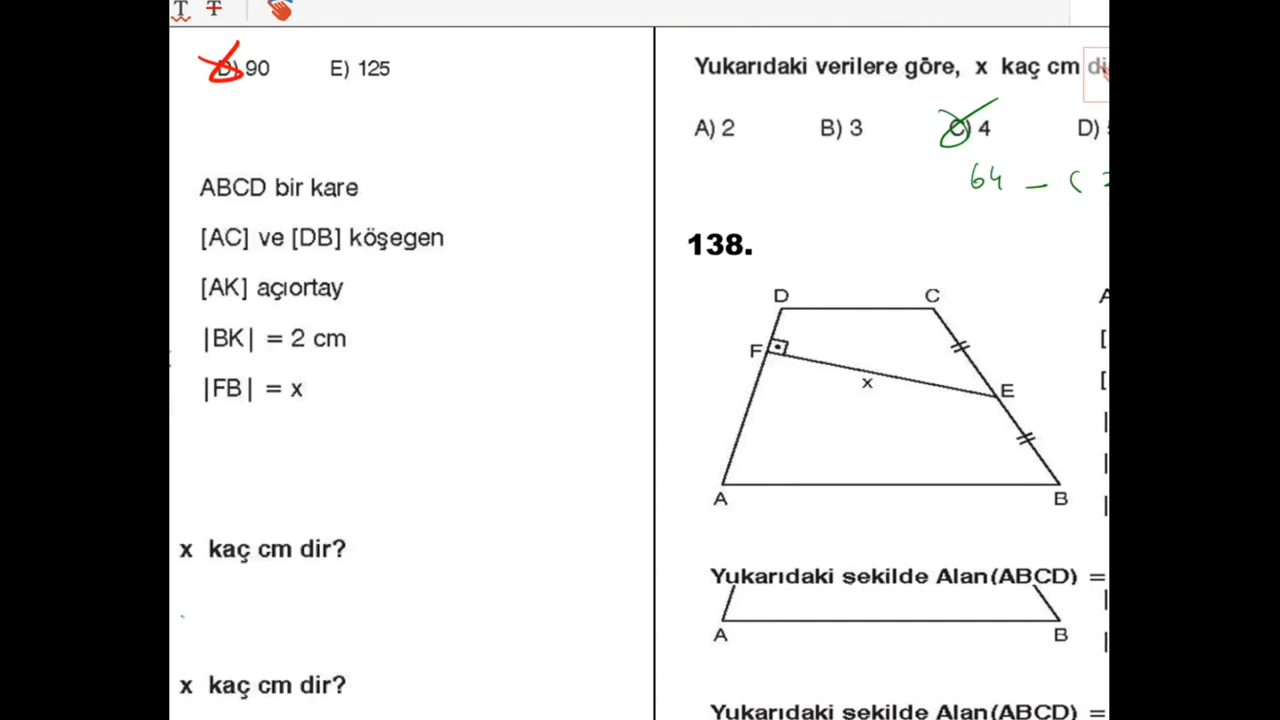 D) 90 E) 125
ABCD bir kare
[AC] ve [DB] köşegen
[AK] açıortay
|BK| = 2 cm
|FB| = x
x kaç cm dir?
x kaç cm dir?
Yukarıdaki verilere göre, x kaç cm di
A) 2 B) 3 C) 4 D)
64 - (
138.
D C
F
x
E
A B
Yukarıdaki şekilde Alan(ABCD) =
A B
Yukarıdaki şekilde Alan(ABCD) =